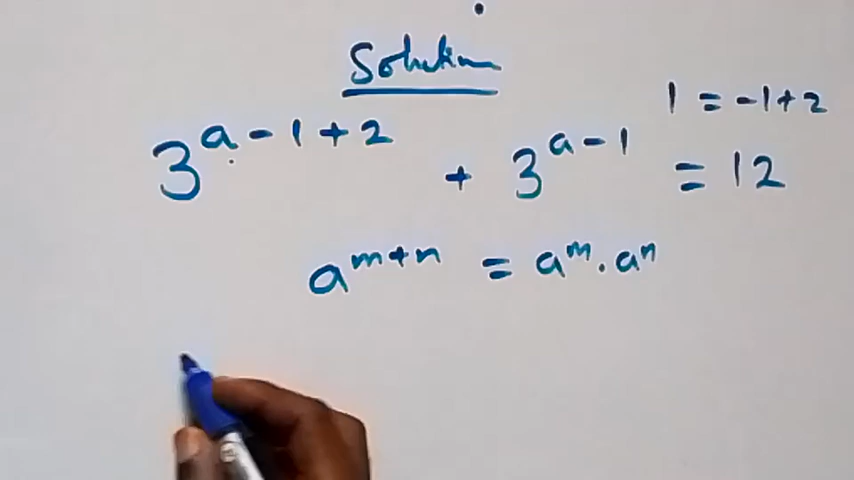 Solution
1 = -1+2
3^{a-1+2} + 3^{a-1} = 12
a^{m+n} = a^m . a^n